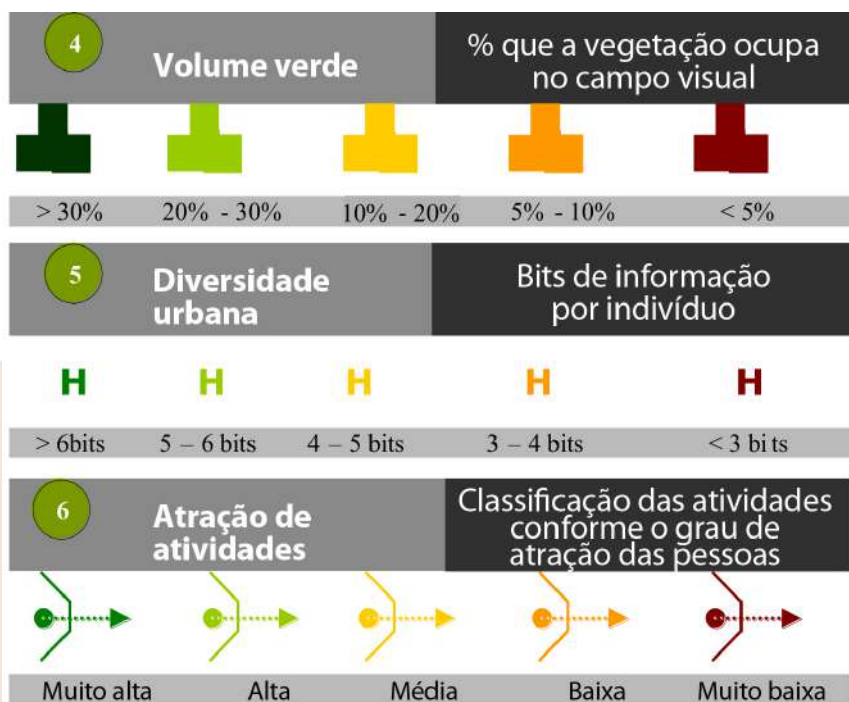 4
Volume verde
% que a vegetação ocupa
no campo visual
> 30% 20% - 30% 10% - 20% 5% - 10% < 5%
5
Diversidade
urbana
Bits de informação
por indivíduo
H H H H H
> 6bits 5 – 6 bits 4 – 5 bits 3 – 4 bits < 3 bits
6
Atração de
atividades
Classificação das atividades
conforme o grau de
atração das pessoas
Muito alta Alta Média Baixa Muito baixa